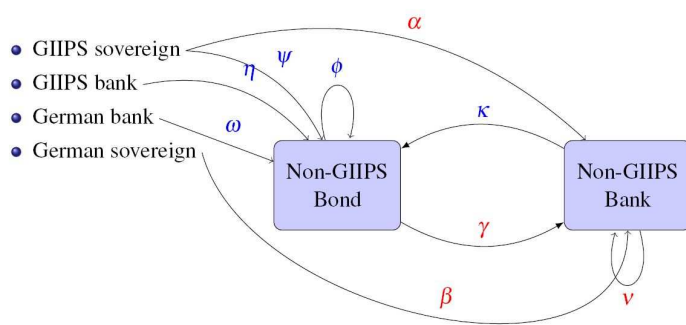 α
GIIPS sovereign
ψ
GIIPS bank
η
ϕ
German bank
ω
κ
German sovereign
Non-GIIPS
Bond
Non-GIIPS
Bank
γ
β
ν